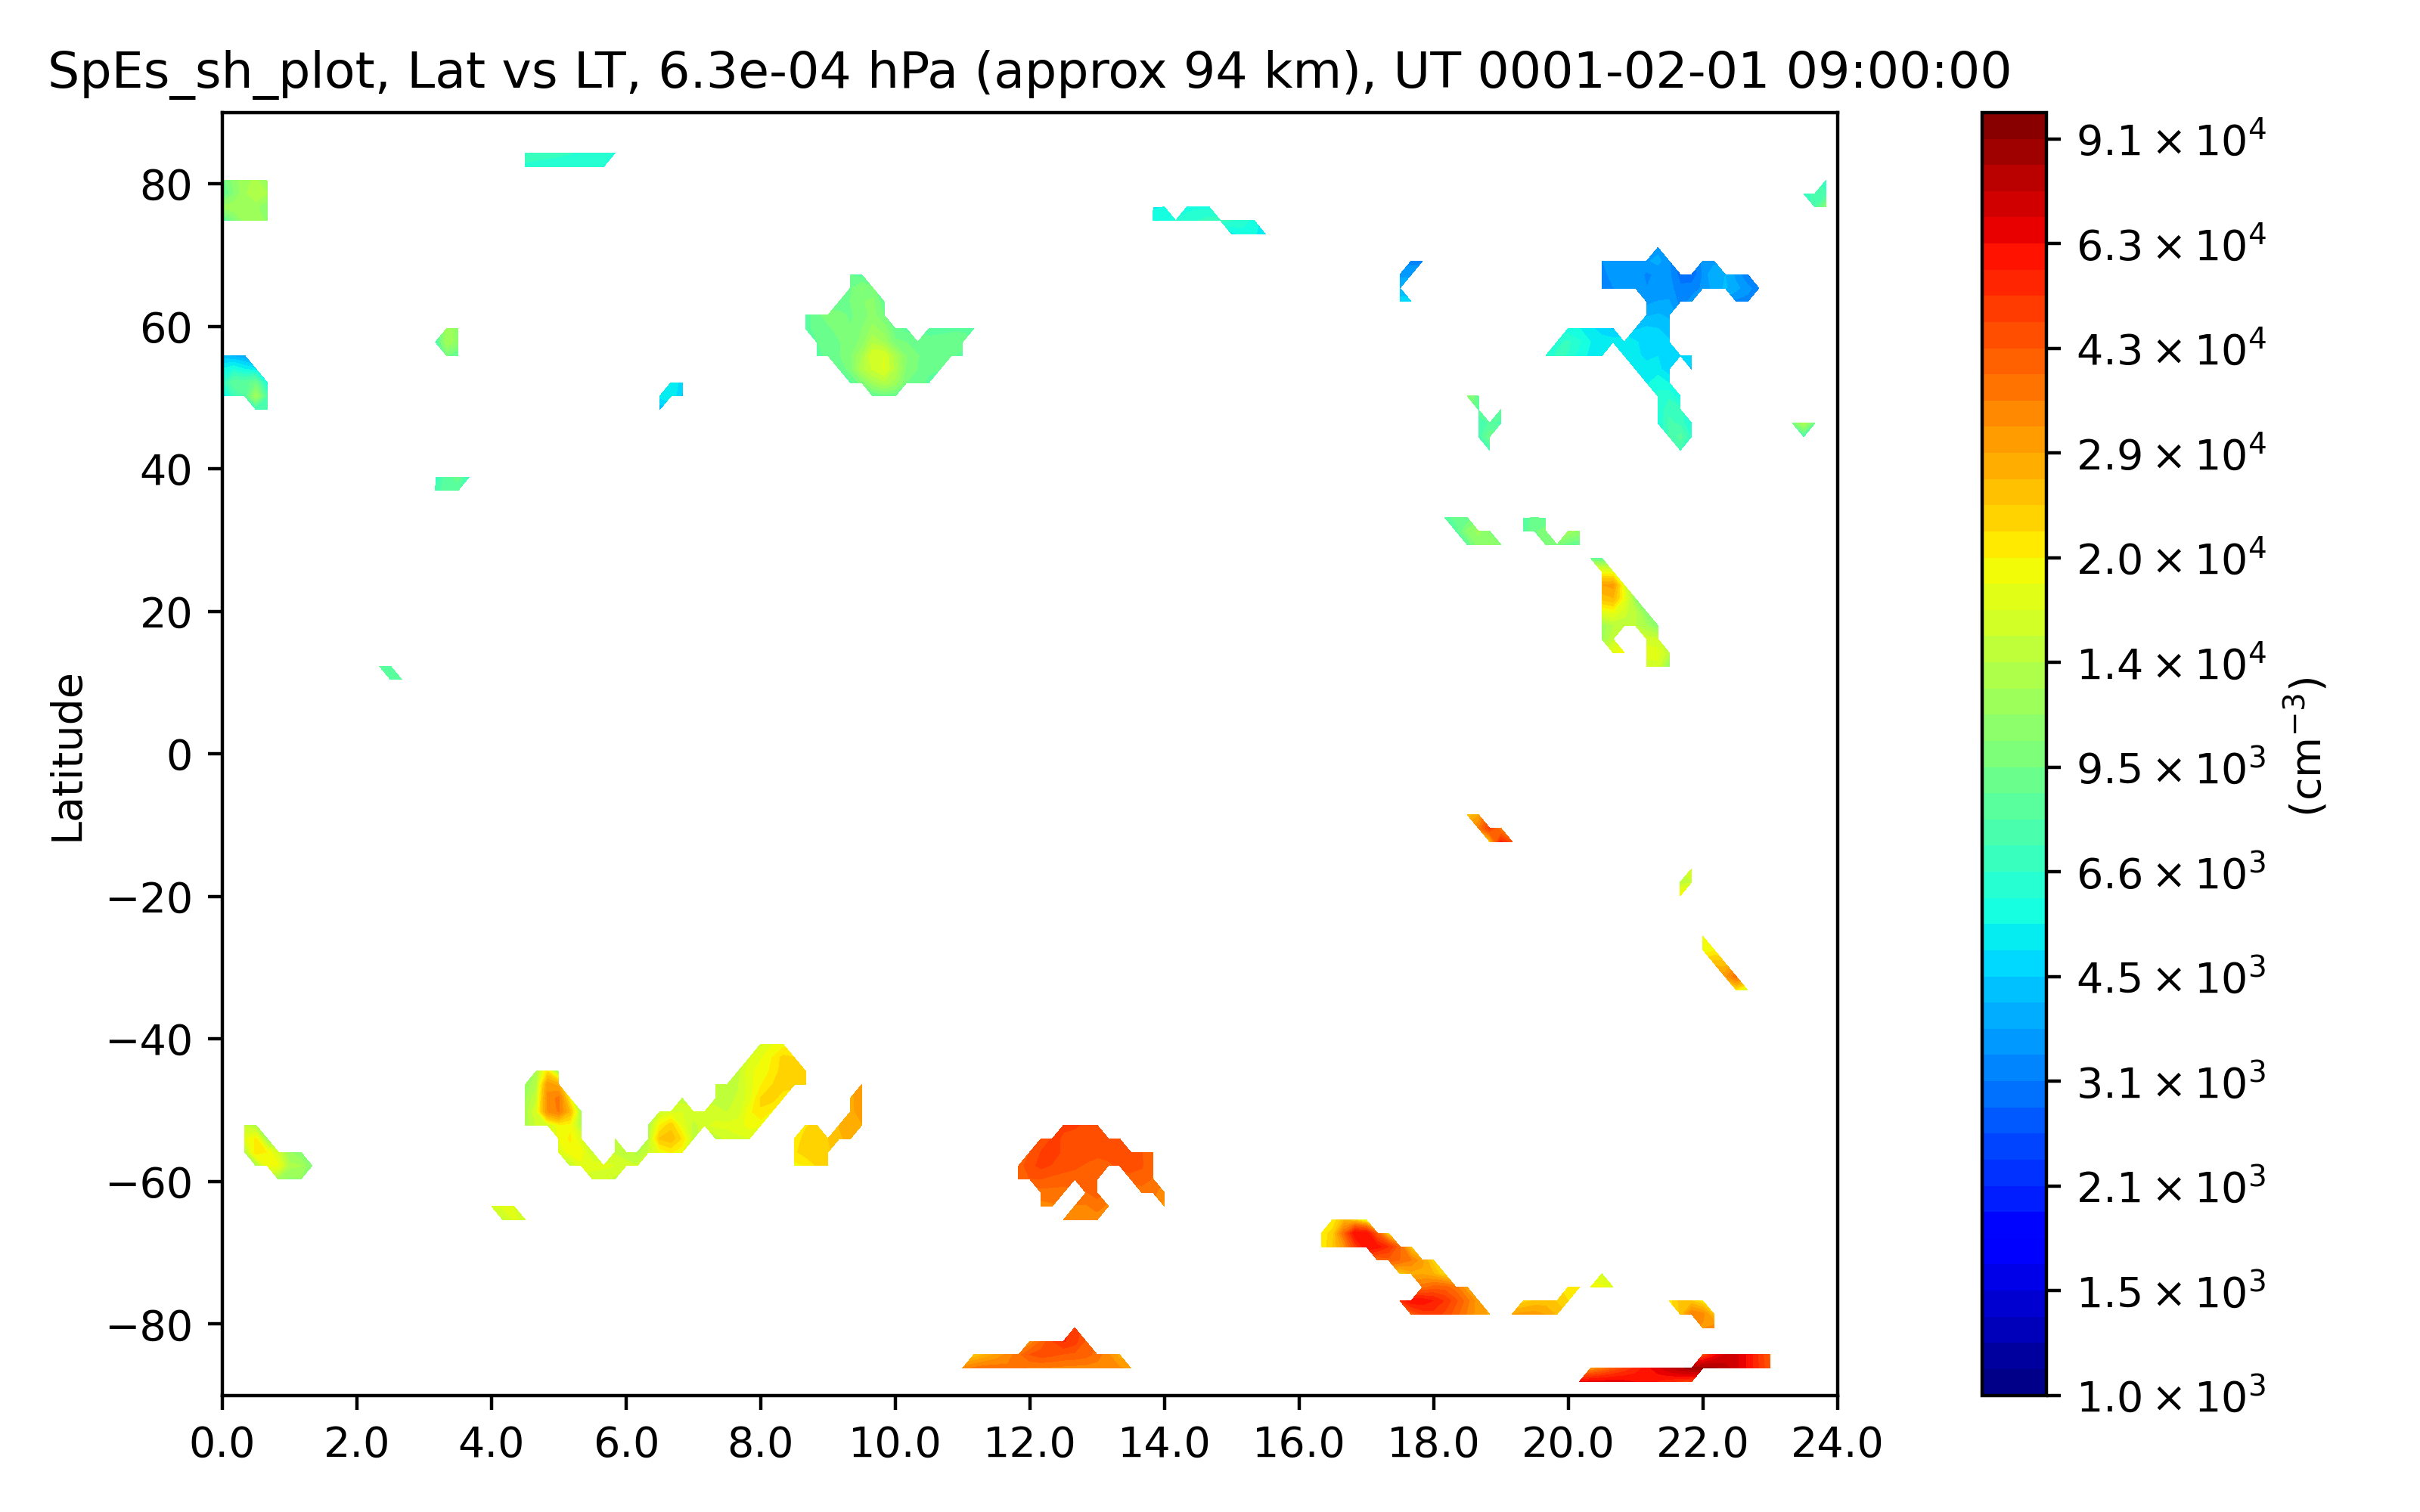 SpEs_sh_plot, Lat vs LT, 6.3e-04 hPa (approx 94 km), UT 0001-02-01 09:00:00
Latitude
80
60
40
20
0
−20
−40
−60
−80
0.0 2.0 4.0 6.0 8.0 10.0 12.0 14.0 16.0 18.0 20.0 22.0 24.0
9.1 × 10⁴
6.3 × 10⁴
4.3 × 10⁴
2.9 × 10⁴
2.0 × 10⁴
1.4 × 10⁴
9.5 × 10³
6.6 × 10³
4.5 × 10³
3.1 × 10³
2.1 × 10³
1.5 × 10³
1.0 × 10³
(cm⁻³)